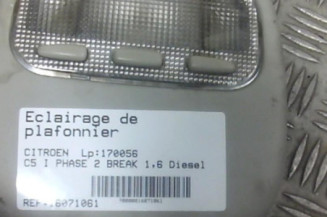 Eclairage de
plafonnier
CITROEN Lp:170056
C5 I PHASE 2 BREAK 1,6 Diesel
REF.:6071061